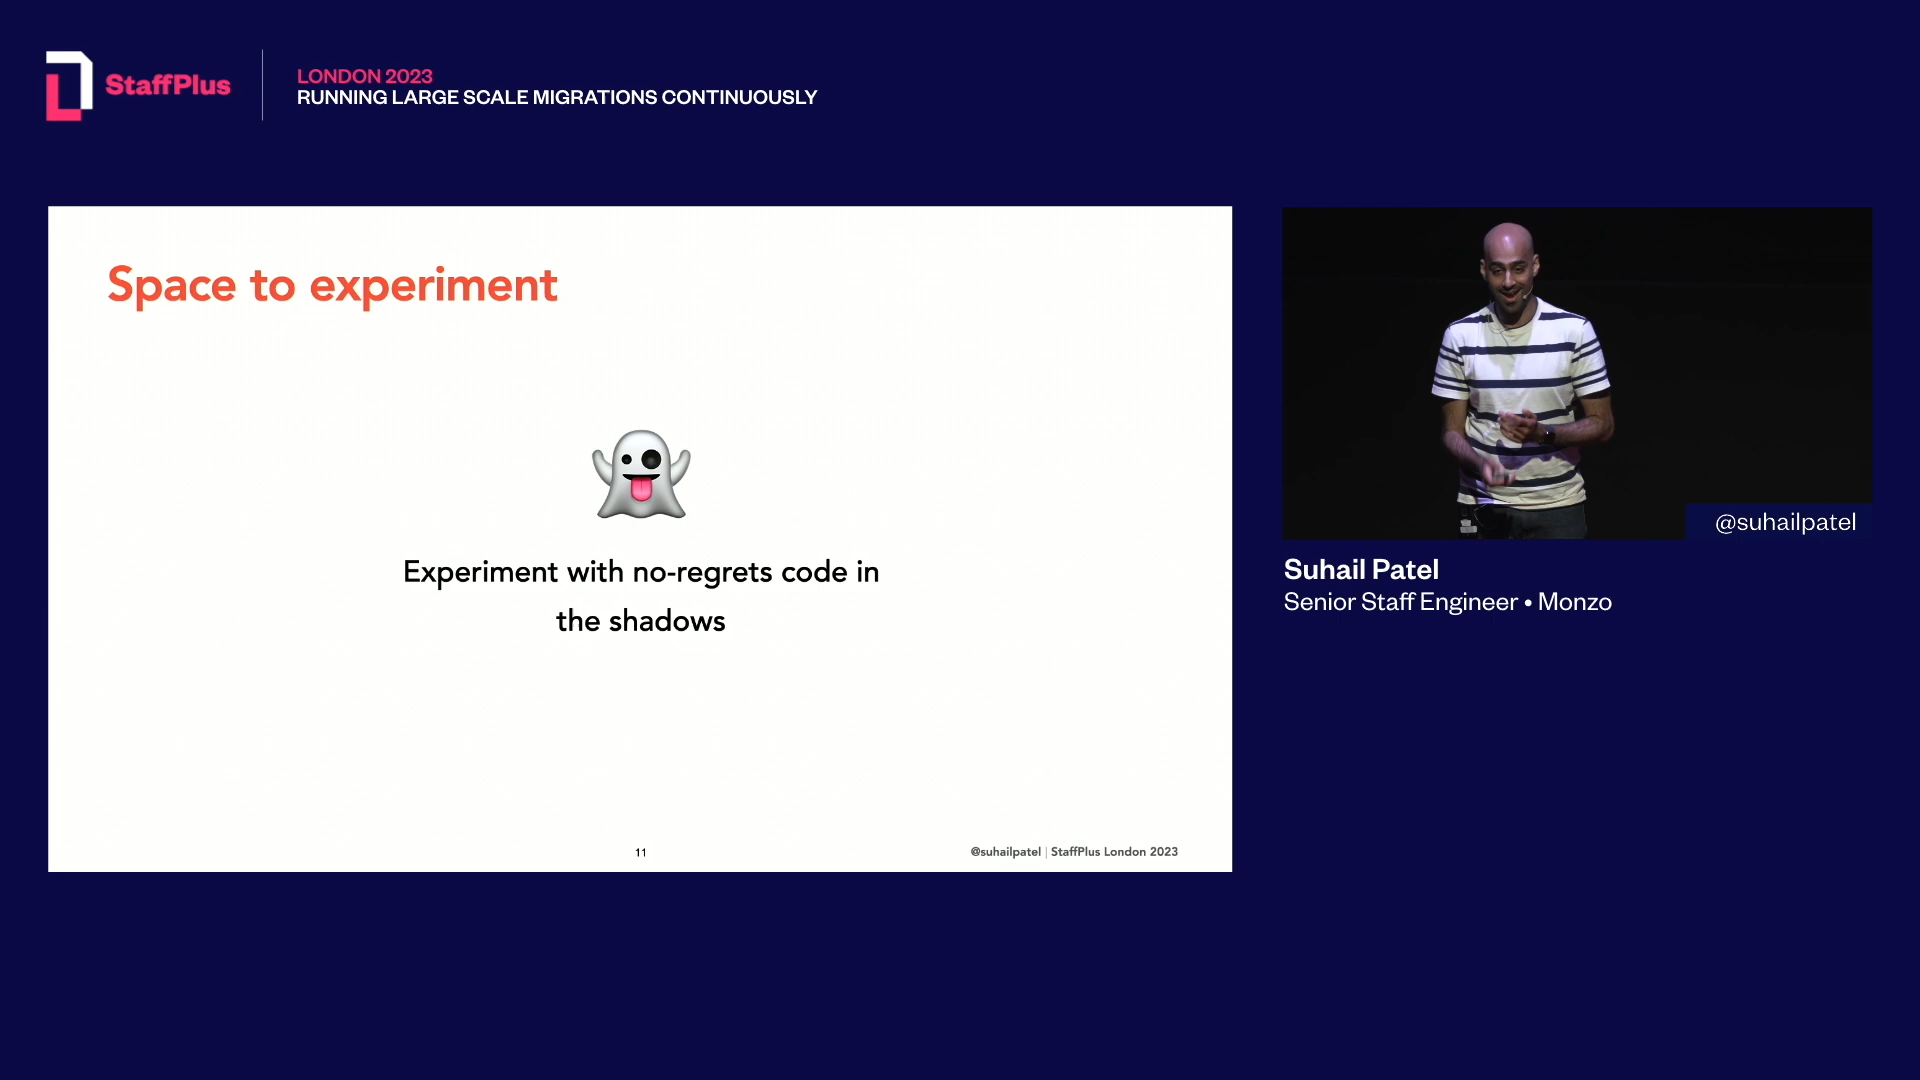 StaffPlus
LONDON 2023
RUNNING LARGE SCALE MIGRATIONS CONTINUOUSLY
Space to experiment
Experiment with no-regrets code in
the shadows
11
@suhailpatel | StaffPlus London 2023
@suhailpatel
Suhail Patel
Senior Staff Engineer • Monzo